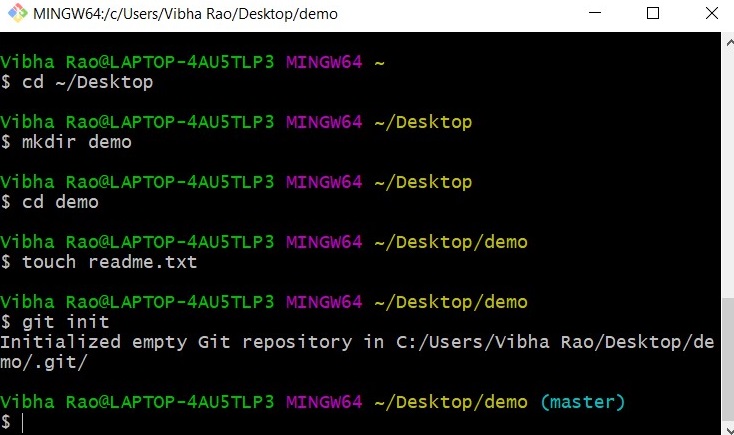 MINGW64:/c/Users/Vibha Rao/Desktop/demo
Vibha Rao@LAPTOP-4AU5TLP3 MINGW64 ~
$ cd ~/Desktop
Vibha Rao@LAPTOP-4AU5TLP3 MINGW64 ~/Desktop
$ mkdir demo
Vibha Rao@LAPTOP-4AU5TLP3 MINGW64 ~/Desktop
$ cd demo
Vibha Rao@LAPTOP-4AU5TLP3 MINGW64 ~/Desktop/demo
$ touch readme.txt
Vibha Rao@LAPTOP-4AU5TLP3 MINGW64 ~/Desktop/demo
$ git init
Initialized empty Git repository in C:/Users/Vibha Rao/Desktop/de
mo/.git/
Vibha Rao@LAPTOP-4AU5TLP3 MINGW64 ~/Desktop/demo (master)
$